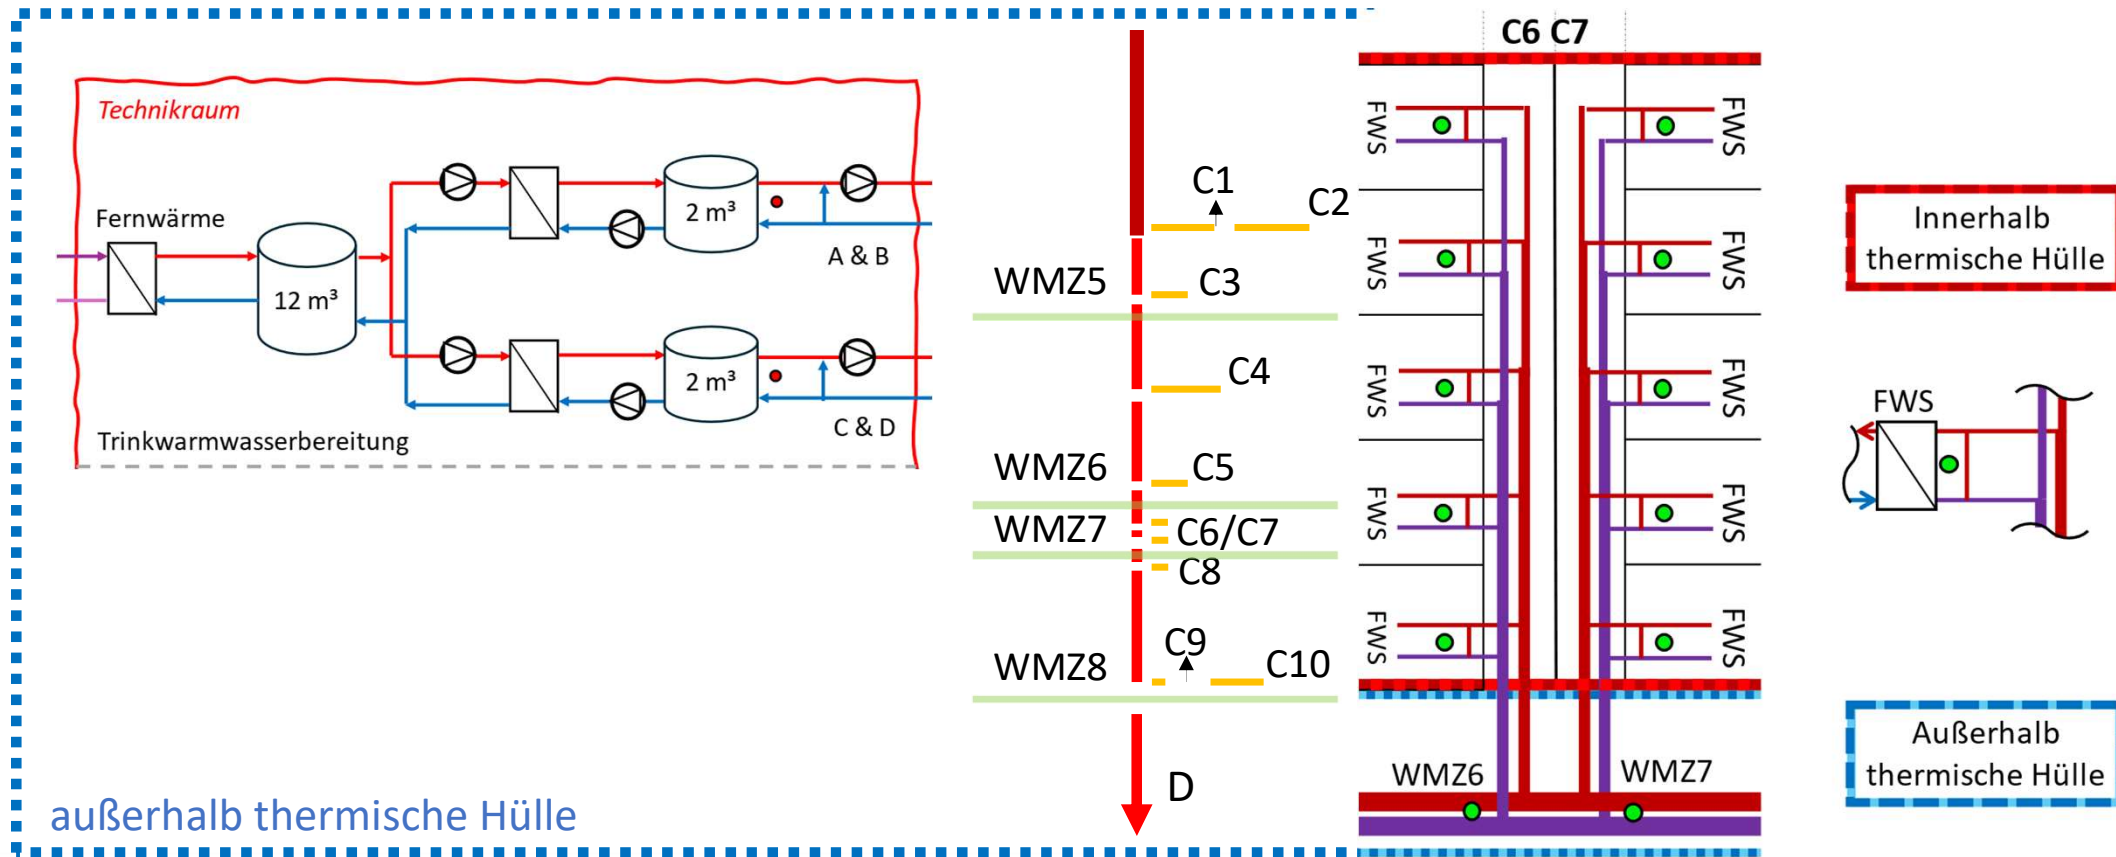 Technikraum
Fernwärme
12 m³
2 m³
A & B
2 m³
C & D
Trinkwarmwasserbereitung
außerhalb thermische Hülle
C1
C2
WMZ5
C3
C4
WMZ6
C5
WMZ7
C6/C7
C8
C9
WMZ8
C10
D
C6 C7
FWS
FWS
FWS
FWS
FWS
FWS
FWS
FWS
FWS
FWS
WMZ6
WMZ7
Innerhalb
thermische Hülle
FWS
Außerhalb
thermische Hülle